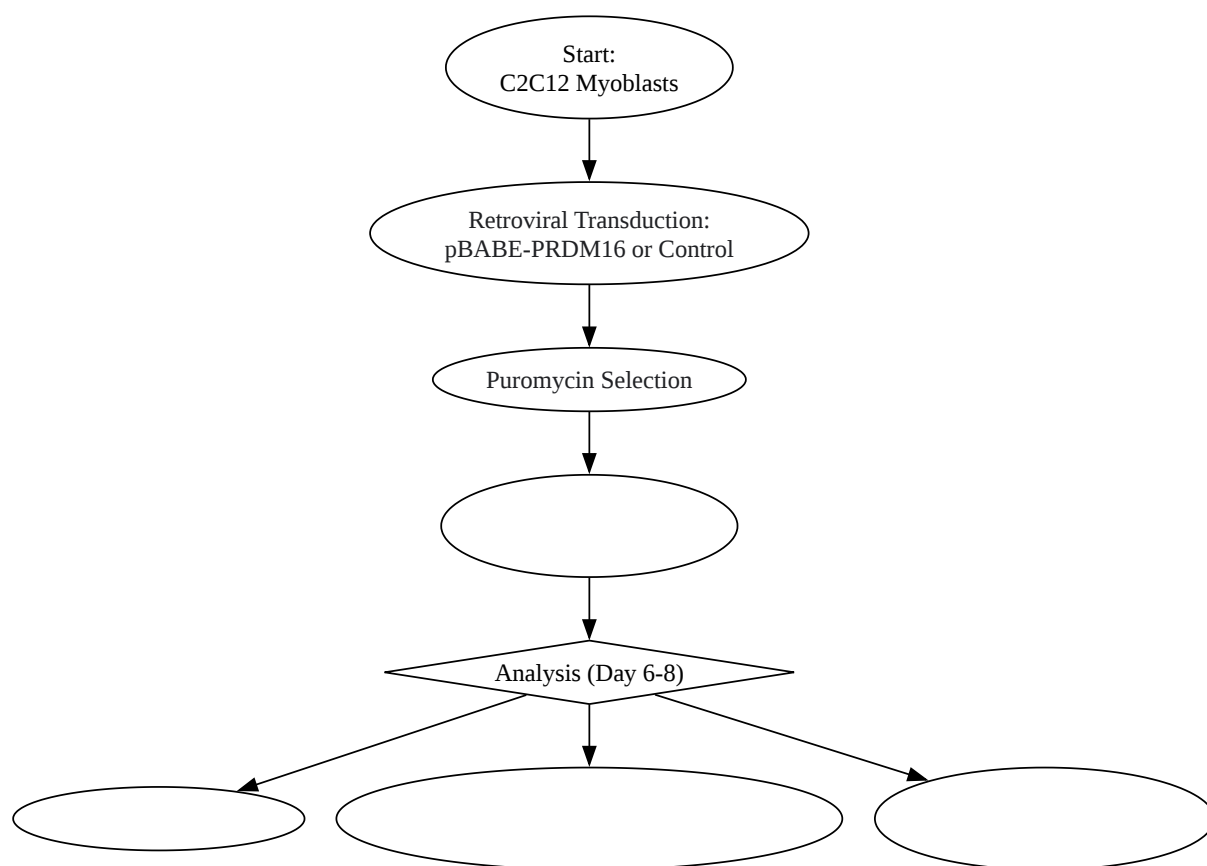 Start:
C2C12 Myoblasts
Retroviral Transduction:
pBABE-PRDM16 or Control
Puromycin Selection
Analysis (Day 6-8)